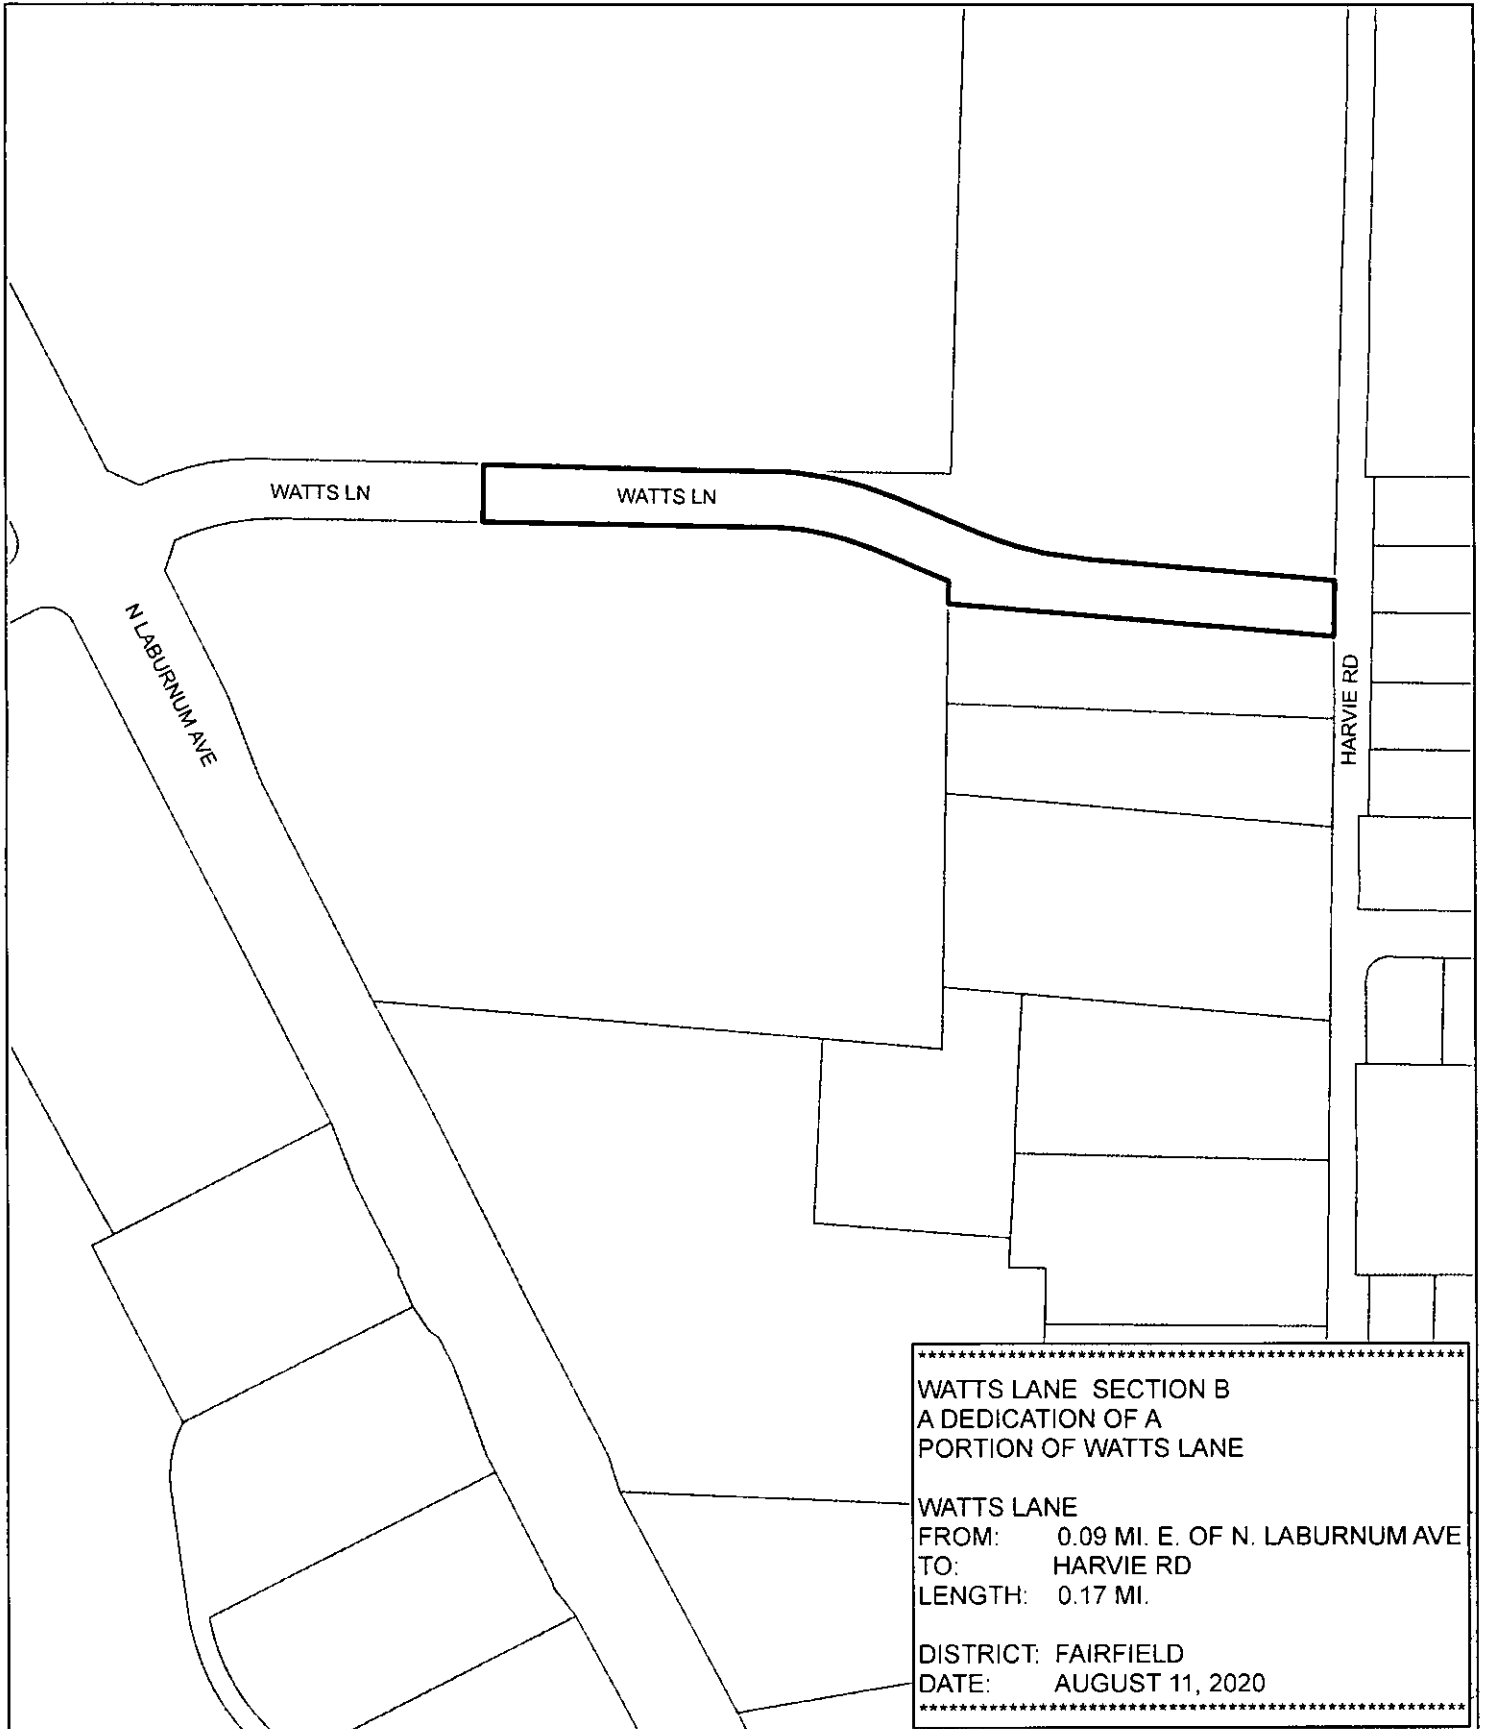 WATTS LN
WATTS LN
N LABURNUM AVE
HARVIE RD
******************************************************
WATTS LANE SECTION B
A DEDICATION OF A
PORTION OF WATTS LANE
WATTS LANE
FROM: 0.09 MI. E. OF N. LABURNUM AVE
TO: HARVIE RD
LENGTH: 0.17 MI.
DISTRICT: FAIRFIELD
DATE: AUGUST 11, 2020
******************************************************